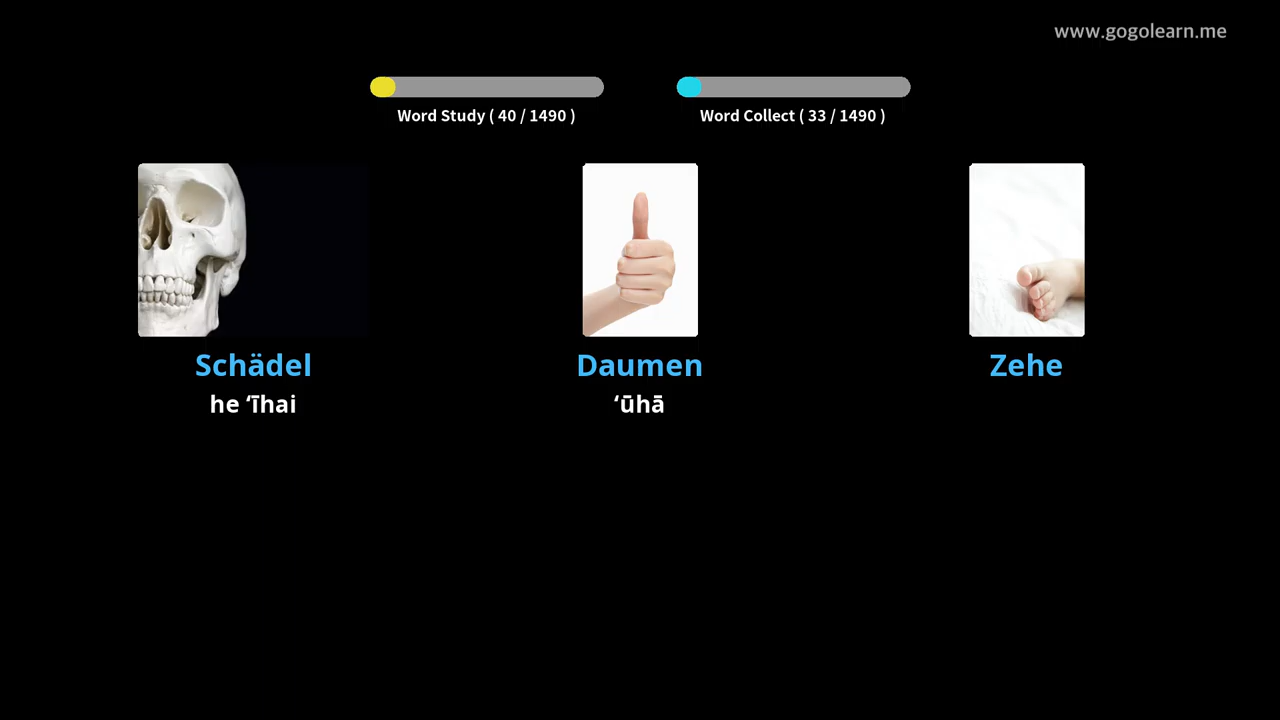 www.gogolearn.me
Word Study ( 40 / 1490 )
Word Collect ( 33 / 1490 )
Schädel
Daumen
Zehe
he ʻīhai
ʻūhā